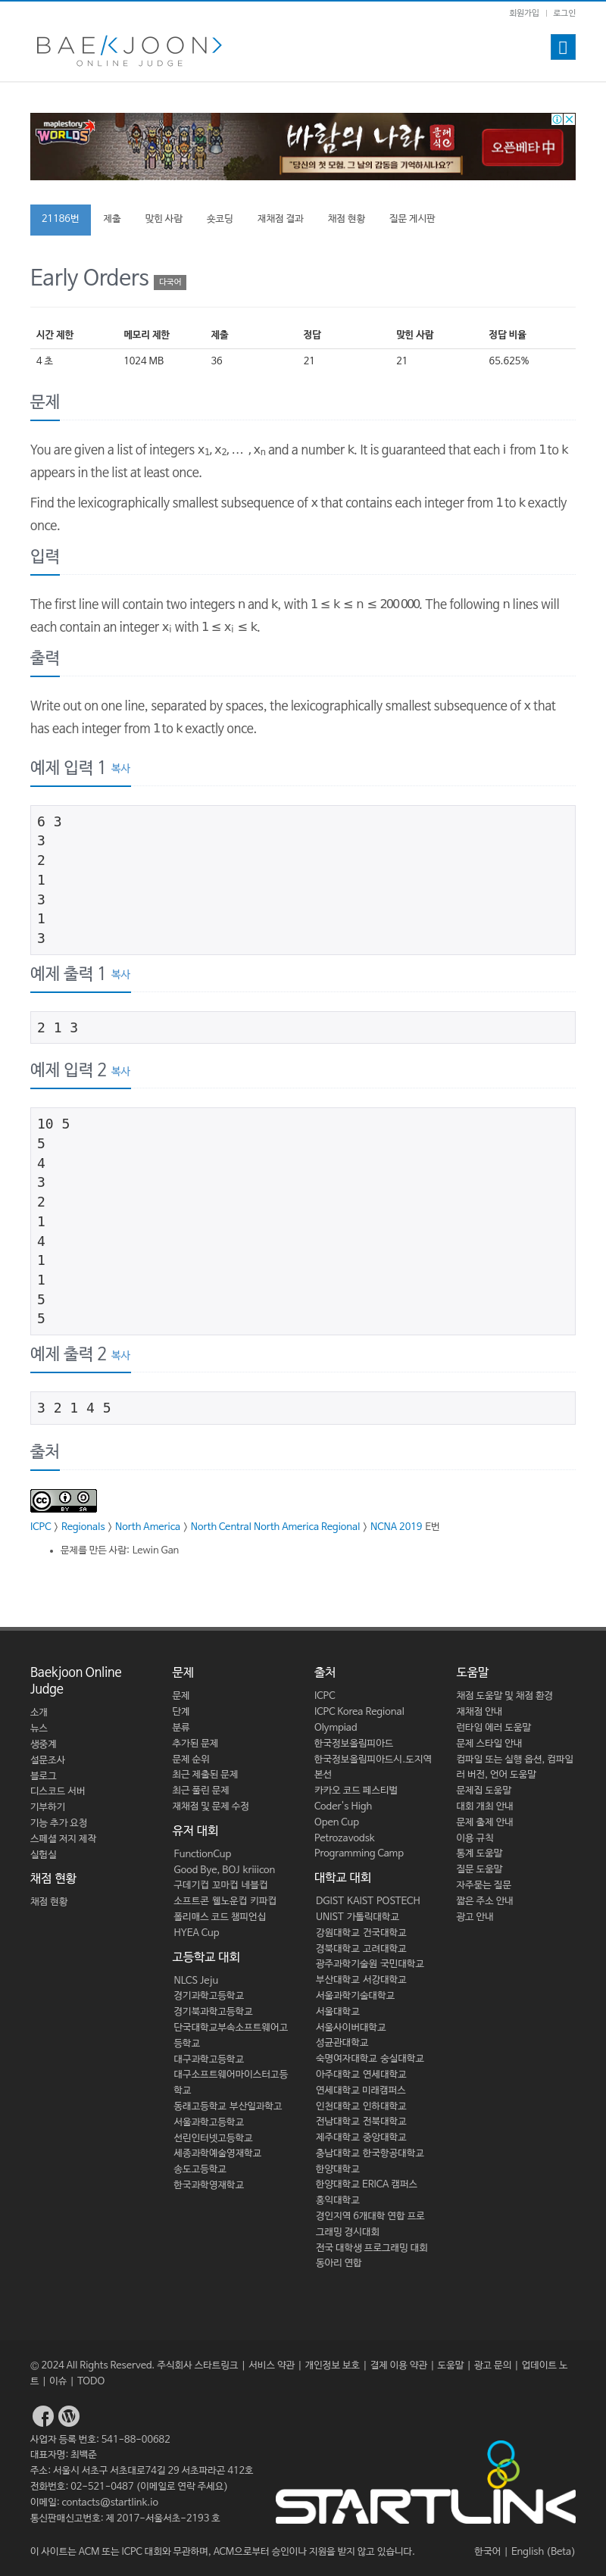 회원가입 | 로그인
BAEKJOON>
ONLINE JUDGE
maplestory
WORLDS
바람의 나라 클래식
"당신의 첫 모험, 그 날의 감동을 기억하시나요?"
오픈베타 中
21186번 제출 맞힌 사람 숏코딩 재채점 결과 채점 현황 질문 게시판
Early Orders 다국어
시간 제한 메모리 제한 제출 정답 맞힌 사람 정답 비율
4 초 1024 MB 36 21 21 65.625%
문제
You are given a list of integers x₁, x₂, … , xₙ and a number k. It is guaranteed that each i from 1 to k
appears in the list at least once.
Find the lexicographically smallest subsequence of x that contains each integer from 1 to k exactly
once.
입력
The first line will contain two integers n and k, with 1 ≤ k ≤ n ≤ 200 000. The following n lines will
each contain an integer xᵢ with 1 ≤ xᵢ ≤ k.
출력
Write out on one line, separated by spaces, the lexicographically smallest subsequence of x that
has each integer from 1 to k exactly once.
예제 입력 1 복사
6 3
3
2
1
3
1
3
예제 출력 1 복사
2 1 3
예제 입력 2 복사
10 5
5
4
3
2
1
4
1
1
5
5
예제 출력 2 복사
3 2 1 4 5
출처
cc BY SA
ICPC > Regionals > North America > North Central North America Regional > NCNA 2019 E번
• 문제를 만든 사람: Lewin Gan
Baekjoon Online
Judge
소개
뉴스
생중계
설문조사
블로그
디스코드 서버
기부하기
기능 추가 요청
스페셜 저지 제작
실험실
채점 현황
채점 현황
문제
문제
단계
분류
추가된 문제
문제 순위
최근 제출된 문제
최근 풀린 문제
재채점 및 문제 수정
유저 대회
FunctionCup
Good Bye, BOJ kriiicon
구데기컵 꼬마컵 네블컵
소프트콘 웰노운컵 키파컵
폴리매스 코드 챔피언십
HYEA Cup
고등학교 대회
NLCS Jeju
경기과학고등학교
경기북과학고등학교
단국대학교부속소프트웨어고
등학교
대구과학고등학교
대구소프트웨어마이스터고등
학교
동래고등학교 부산일과학고
서울과학고등학교
선린인터넷고등학교
세종과학예술영재학교
송도고등학교
한국과학영재학교
출처
ICPC
ICPC Korea Regional
Olympiad
한국정보올림피아드
한국정보올림피아드시.도지역
본선
카카오 코드 페스티벌
Coder's High
Open Cup
Petrozavodsk
Programming Camp
대학교 대회
DGIST KAIST POSTECH
UNIST 가톨릭대학교
강원대학교 건국대학교
경북대학교 고려대학교
광주과학기술원 국민대학교
부산대학교 서강대학교
서울과학기술대학교
서울대학교
서울사이버대학교
성균관대학교
숙명여자대학교 숭실대학교
아주대학교 연세대학교
연세대학교 미래캠퍼스
인천대학교 인하대학교
전남대학교 전북대학교
제주대학교 중앙대학교
충남대학교 한국항공대학교
한양대학교
한양대학교 ERICA 캠퍼스
홍익대학교
경인지역 6개대학 연합 프로
그래밍 경시대회
전국 대학생 프로그래밍 대회
동아리 연합
도움말
채점 도움말 및 채점 환경
재채점 안내
런타임 에러 도움말
문제 스타일 안내
컴파일 또는 실행 옵션, 컴파일
러 버전, 언어 도움말
문제집 도움말
대회 개최 안내
문제 출제 안내
이용 규칙
통계 도움말
질문 도움말
자주묻는 질문
짧은 주소 안내
광고 안내
© 2024 All Rights Reserved. 주식회사 스타트링크 | 서비스 약관 | 개인정보 보호 | 결제 이용 약관 | 도움말 | 광고 문의 | 업데이트 노
트 | 이슈 | TODO
사업자 등록 번호: 541-88-00682
대표자명: 최백준
주소: 서울시 서초구 서초대로74길 29 서초파라곤 412호
전화번호: 02-521-0487 (이메일로 연락 주세요)
이메일: contacts@startlink.io
통신판매신고번호: 제 2017-서울서초-2193 호
STARTLINK
이 사이트는 ACM 또는 ICPC 대회와 무관하며, ACM으로부터 승인이나 지원을 받지 않고 있습니다.
한국어 | English (Beta)